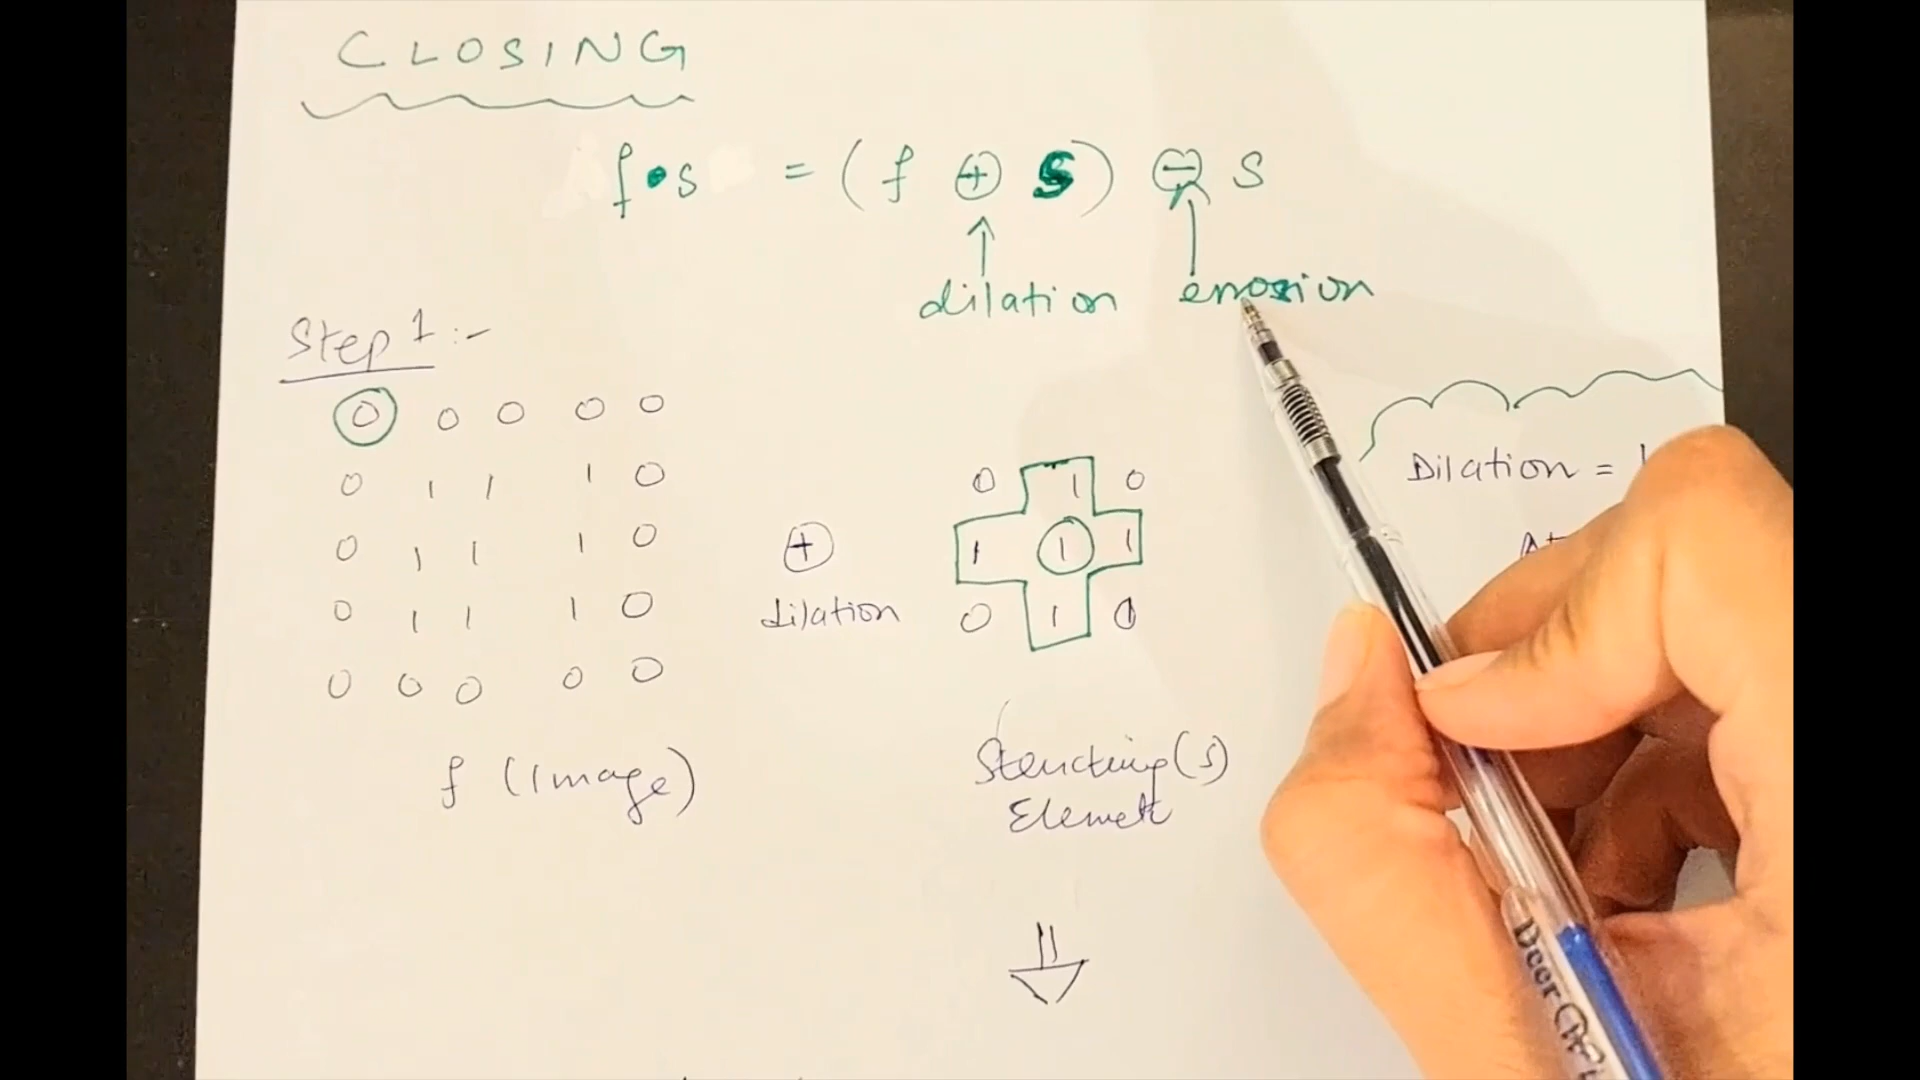 CLOSING
f • s = ( f ⊕ S ) ⊖ S
dilation erosion
Step 1 :-
0 0 0 0 0
0 1 1 1 0
0 1 1 1 0
0 1 1 1 0
0 0 0 0 0
f (Image)
⊕
dilation
0 1 0
1 1 1
0 1 0
Structuring (s)
Element
Dilation =
Deer